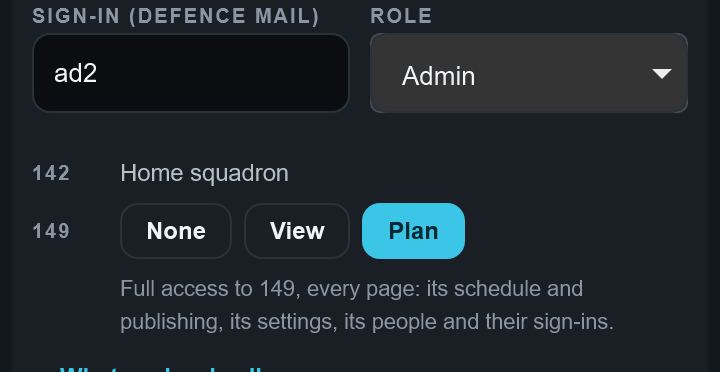 SIGN-IN (DEFENCE MAIL) ROLE
ad2 Admin
142 Home squadron
149 None View Plan
Full access to 149, every page: its schedule and
publishing, its settings, its people and their sign-ins.